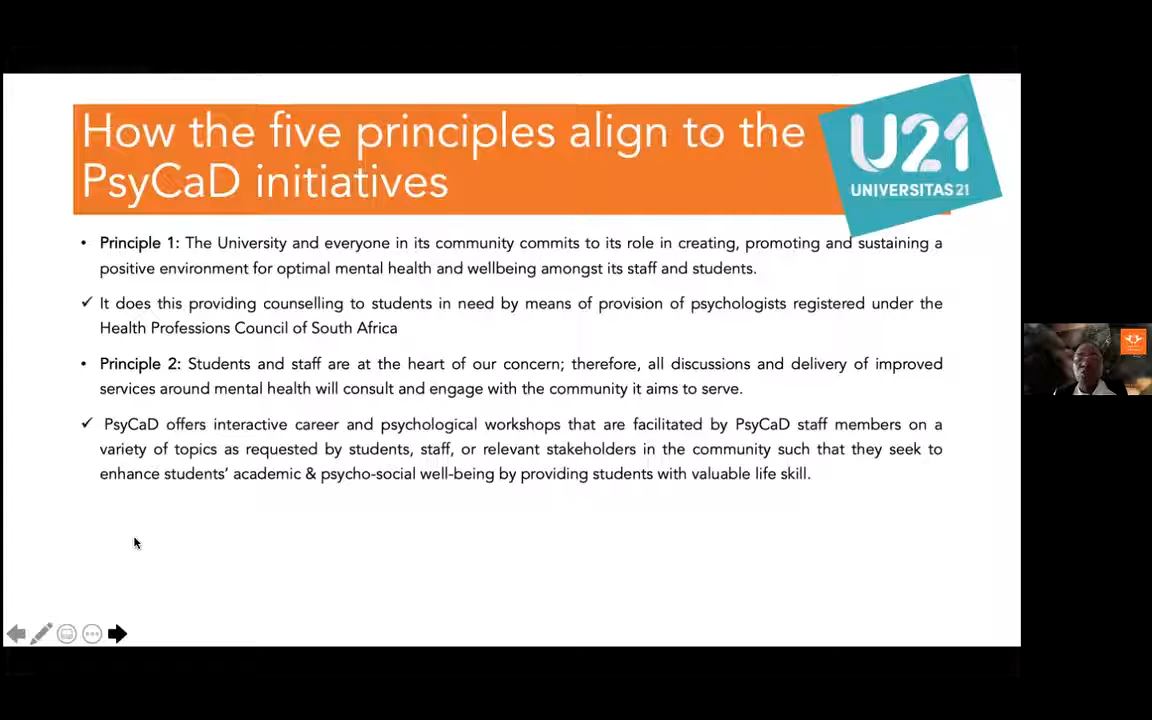 How the five principles align to the
PsyCaD initiatives
U21
UNIVERSITAS 21
• Principle 1: The University and everyone in its community commits to its role in creating, promoting and sustaining a
positive environment for optimal mental health and wellbeing amongst its staff and students.
✓ It does this providing counselling to students in need by means of provision of psychologists registered under the
Health Professions Council of South Africa
• Principle 2: Students and staff are at the heart of our concern; therefore, all discussions and delivery of improved
services around mental health will consult and engage with the community it aims to serve.
✓ PsyCaD offers interactive career and psychological workshops that are facilitated by PsyCaD staff members on a
variety of topics as requested by students, staff, or relevant stakeholders in the community such that they seek to
enhance students’ academic & psycho-social well-being by providing students with valuable life skill.